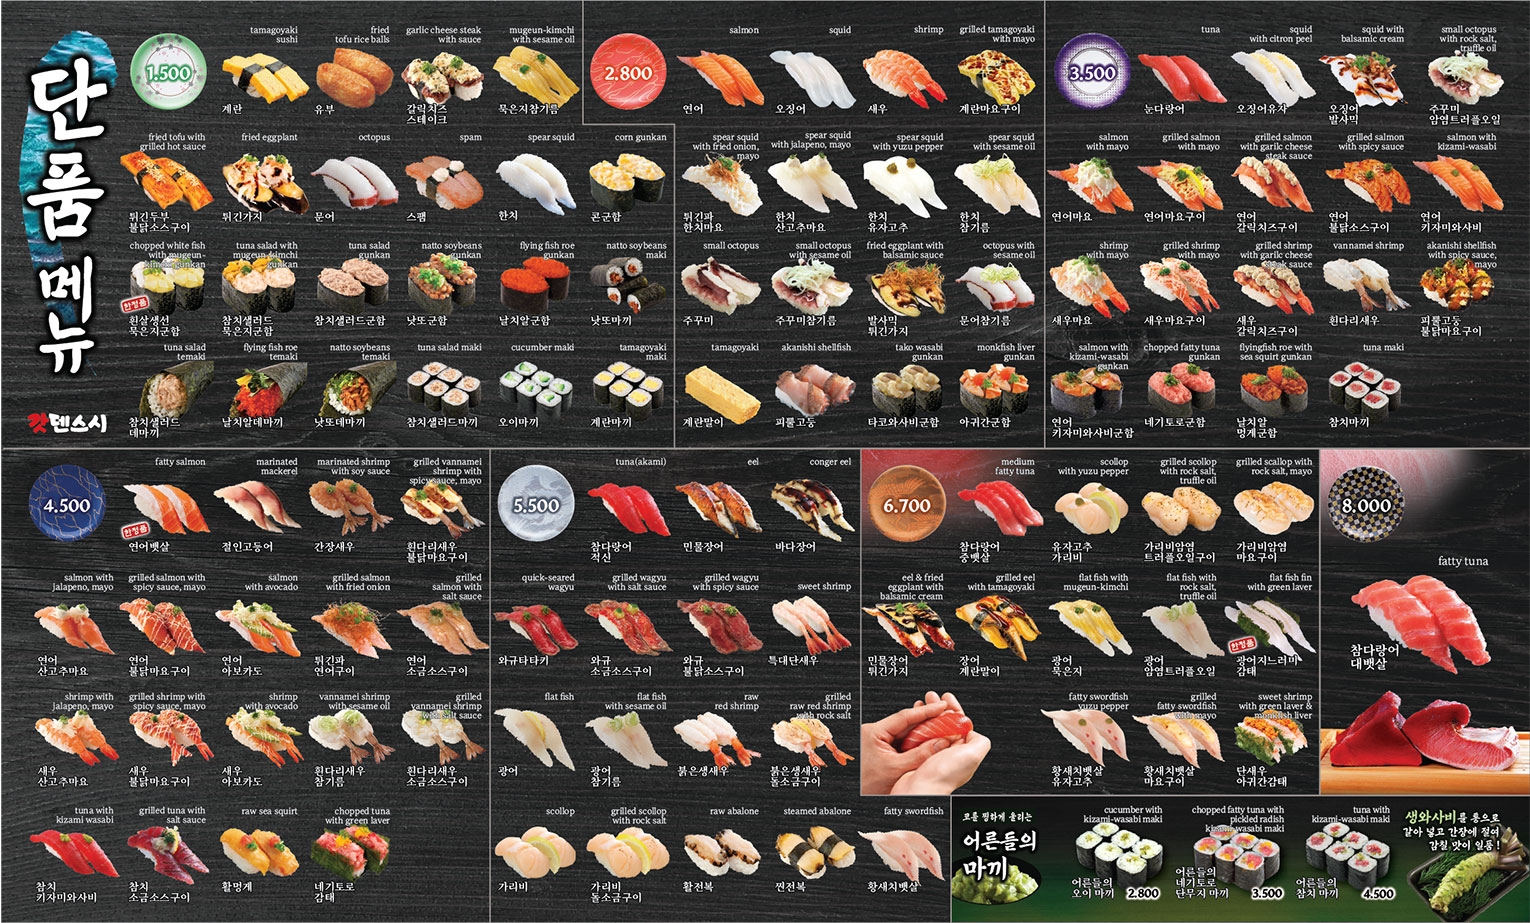 단품 메뉴
갓덴스시
1.500
tamagoyaki
sushi
계란
fried
tofu rice balls
유부
garlic cheese steak
with sauce
갈릭치즈
스테이크
mugeun-kimchi
with sesame oil
묵은지참기름
fried tofu with
grilled hot sauce
튀긴두부
불닭소스구이
fried eggplant
튀긴가지
octopus
문어
spam
스팸
spear squid
한치
corn gunkan
콘군함
chopped white fish
with mugeun-
kimchi gunkan
한정품
흰살생선
묵은지군함
tuna salad with
mugeun-kimchi
gunkan
참치샐러드
묵은지군함
tuna salad
gunkan
참치샐러드군함
natto soybeans
gunkan
낫또군함
flying fish roe
gunkan
날치알군함
natto soybeans
maki
낫또마끼
tuna salad
temaki
참치샐러드
데마끼
flying fish roe
temaki
날치알데마끼
natto soybeans
temaki
낫또데마끼
tuna salad maki
참치샐러드마끼
cucumber maki
오이마끼
tamagoyaki
maki
계란마끼
2.800
salmon
연어
squid
오징어
shrimp
새우
grilled tamagoyaki
with mayo
계란마요구이
spear squid
with fried onion,
mayo
튀긴파
한치마요
spear squid
with jalapeno, mayo
한치
산고추마요
spear squid
with yuzu pepper
한치
유자고추
spear squid
with sesame oil
한치
참기름
small octopus
주꾸미
small octopus
with sesame oil
주꾸미참기름
fried eggplant with
balsamic sauce
발사믹
튀긴가지
octopus with
sesame oil
문어참기름
tamagoyaki
계란말이
akanishi shellfish
피뿔고둥
tako wasabi
gunkan
타코와사비군함
monkfish liver
gunkan
아귀간군함
3.500
tuna
눈다랑어
squid
with citron peel
오징어유자
squid with
balsamic cream
오징어
발사믹
small octopus
with rock salt,
truffle oil
주꾸미
암염트러플오일
salmon
with mayo
연어마요
grilled salmon
with mayo
연어마요구이
grilled salmon
with garlic cheese
steak sauce
연어
갈릭치즈구이
grilled salmon
with spicy sauce
연어
불닭소스구이
salmon with
kizami-wasabi
연어
키자미와사비
shrimp
with mayo
새우마요
grilled shrimp
with mayo
새우마요구이
grilled shrimp
with garlic cheese
steak sauce
새우
갈릭치즈구이
vannamei shrimp
흰다리새우
akanishi shellfish
with spicy sauce,
mayo
피뿔고둥
불닭마요구이
salmon with
kizami-wasabi
gunkan
연어
키자미와사비군함
chopped fatty tuna
gunkan
네기토로군함
flyingfish roe with
sea squirt gunkan
날치알
멍게군함
tuna maki
참치마끼
4.500
fatty salmon
한정품
연어뱃살
marinated
mackerel
절인고등어
marinated shrimp
with soy sauce
간장새우
grilled vannamei
shrimp with
spicy sauce, mayo
흰다리새우
불닭마요구이
salmon with
jalapeno, mayo
연어
산고추마요
grilled salmon with
spicy sauce, mayo
연어
불닭마요구이
salmon
with avocado
연어
아보카도
grilled salmon
with fried onion
튀긴파
연어구이
grilled
salmon with
salt sauce
연어
소금소스구이
shrimp with
jalapeno, mayo
새우
산고추마요
grilled shrimp with
spicy sauce, mayo
새우
불닭마요구이
shrimp
with avocado
새우
아보카도
vannamei shrimp
with sesame oil
흰다리새우
참기름
grilled
vannamei shrimp
with salt sauce
흰다리새우
소금소스구이
tuna with
kizami wasabi
참치
키자미와사비
grilled tuna with
salt sauce
참치
소금소스구이
raw sea squirt
활멍게
chopped tuna
with green laver
네기토로
감태
5.500
tuna(akami)
참다랑어
적신
eel
민물장어
conger eel
바다장어
quick-seared
wagyu
와규타타키
grilled wagyu
with salt sauce
와규
소금소스구이
grilled wagyu
with spicy sauce
와규
불닭소스구이
sweet shrimp
특대단새우
flat fish
광어
flat fish
with sesame oil
광어
참기름
raw
red shrimp
붉은생새우
grilled
raw red shrimp
with rock salt
붉은생새우
돌소금구이
scollop
가리비
grilled scollop
with rock salt
가리비
돌소금구이
raw abalone
활전복
steamed abalone
찐전복
fatty swordfish
황새치뱃살
6.700
medium
fatty tuna
참다랑어
중뱃살
scollop
with yuzu pepper
유자고추
가리비
grilled scollop
with rock salt,
truffle oil
가리비암염
트러플오일구이
grilled scallop with
rock salt, mayo
가리비암염
마요구이
eel & fried
eggplant with
balsamic cream
민물장어
튀긴가지
grilled eel
with tamagoyaki
장어
계란말이
flat fish with
mugeun-kimchi
광어
묵은지
flat fish with
rock salt,
truffle oil
광어
암염트러플오일
flat fish fin
with green laver
한정품
광어지느러미
감태
fatty swordfish
yuzu pepper
황새치뱃살
유자고추
grilled
fatty swordfish
with mayo
황새치뱃살
마요구이
sweet shrimp
with green laver &
monkfish liver
단새우
아귀간감태
8.000
fatty tuna
참다랑어
대뱃살
코를 찡하게 울리는
어른들의
마끼
cucumber with
kizami-wasabi maki
어른들의
오이 마끼
2.800
chopped fatty tuna with
pickled radish
kizami-wasabi maki
어른들의
네기토로
단무지 마끼
3.500
tuna with
kizami-wasabi maki
어른들의
참치 마끼
4.500
생와사비를 통으로
갈아 넣고 간장에 절여
감칠 맛이 일품!